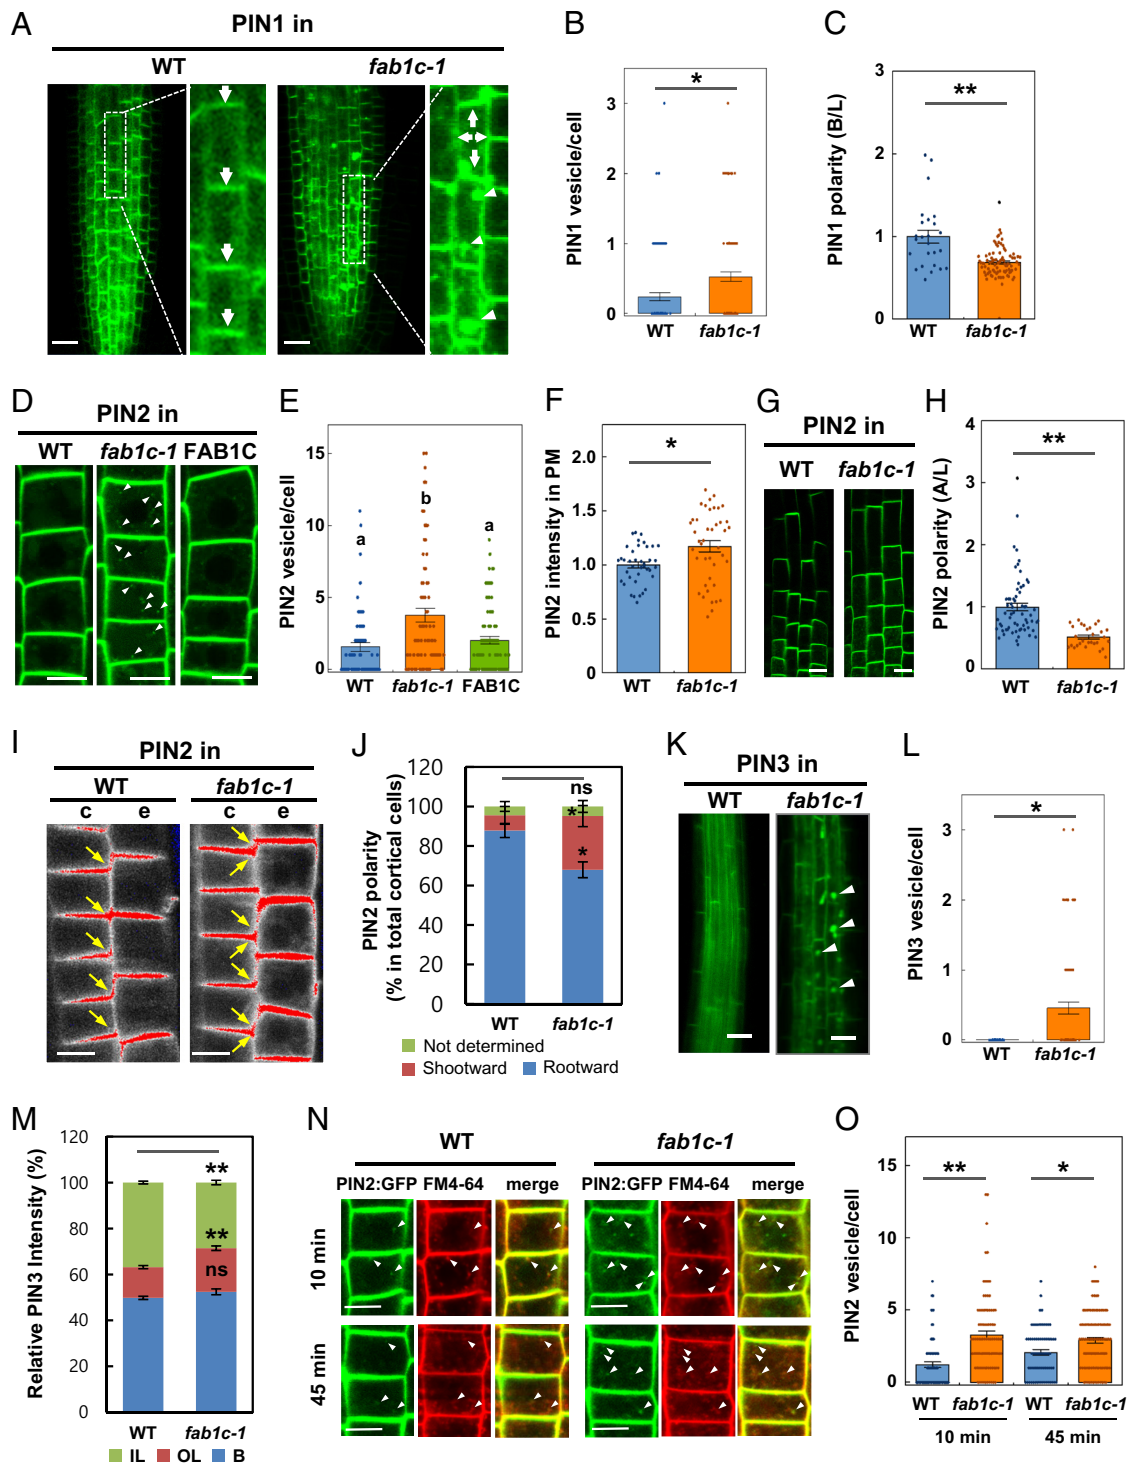 A
PIN1 in
WT
fab1c-1
B
PIN1 vesicle/cell
3
2
1
0
*
WT
fab1c-1
C
PIN1 polarity (B/L)
3
2
1
0
**
WT
fab1c-1
D
PIN2 in
WT
fab1c-1
FAB1C
E
PIN2 vesicle/cell
15
10
5
0
a
b
a
WT
fab1c-1
FAB1C
F
PIN2 intensity in PM
2.0
1.5
1.0
0.5
0
*
WT
fab1c-1
G
PIN2 in
WT
fab1c-1
H
PIN2 polarity (A/L)
4
3
2
1
0
**
WT
fab1c-1
I
PIN2 in
WT
fab1c-1
c e c e
J
PIN2 polarity
(% in total cortical cells)
120
100
80
60
40
20
0
ns
*
*
WT
fab1c-1
Not determined
Shootward
Rootward
K
PIN3 in
WT
fab1c-1
L
PIN3 vesicle/cell
3
2
1
0
*
WT
fab1c-1
M
Relative PIN3 Intensity (%)
120
100
80
60
40
20
0
**
**
ns
WT
fab1c-1
IL
OL
B
N
WT
fab1c-1
PIN2:GFP FM4-64 merge
PIN2:GFP FM4-64 merge
10 min
45 min
O
PIN2 vesicle/cell
15
10
5
0
**
*
WT fab1c-1 WT fab1c-1
10 min
45 min